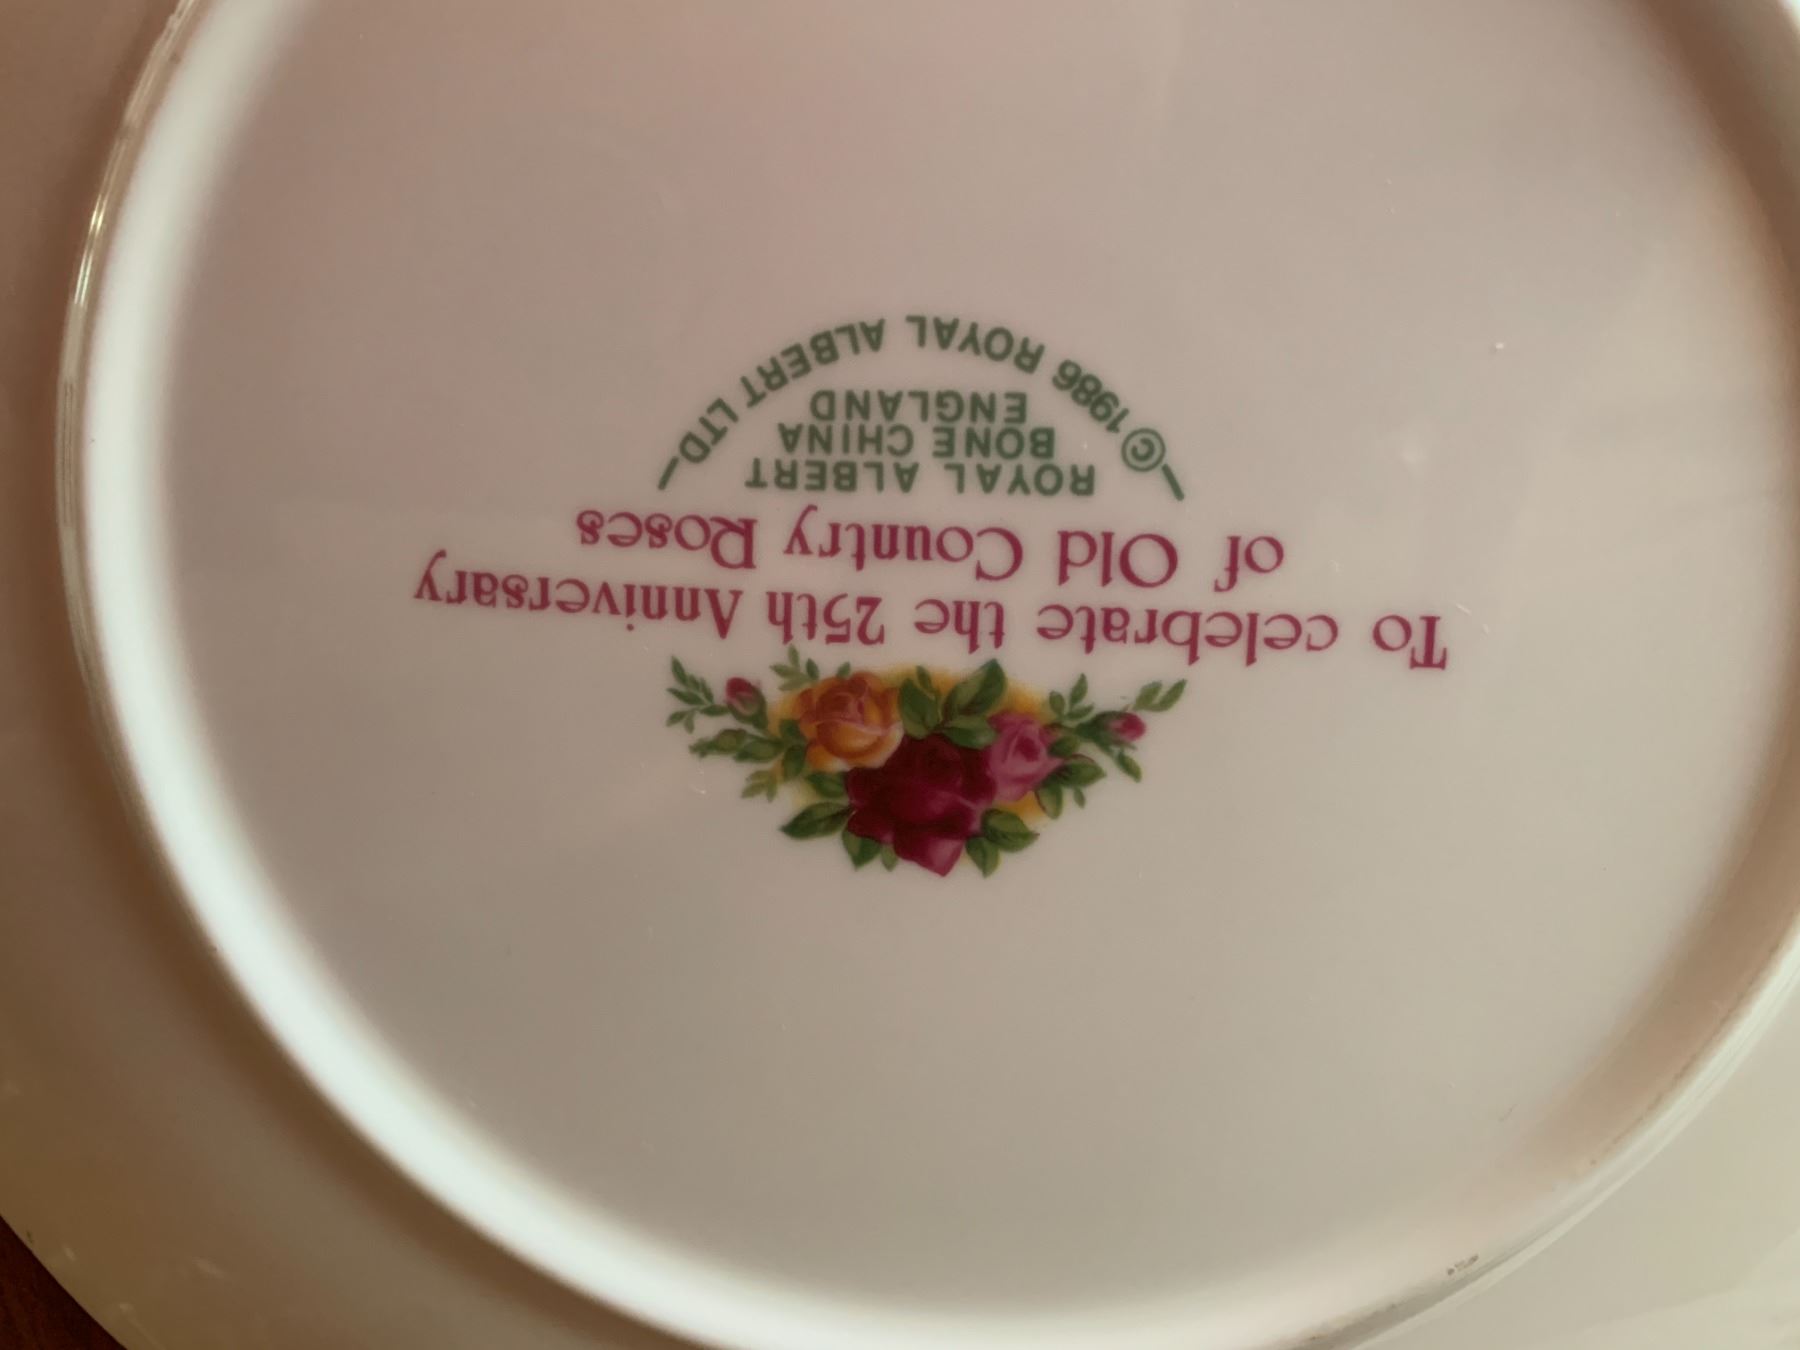 To celebrate the 25th Anniversary
of Old Country Roses
ROYAL ALBERT
BONE CHINA
ENGLAND
© 1986 ROYAL ALBERT LTD